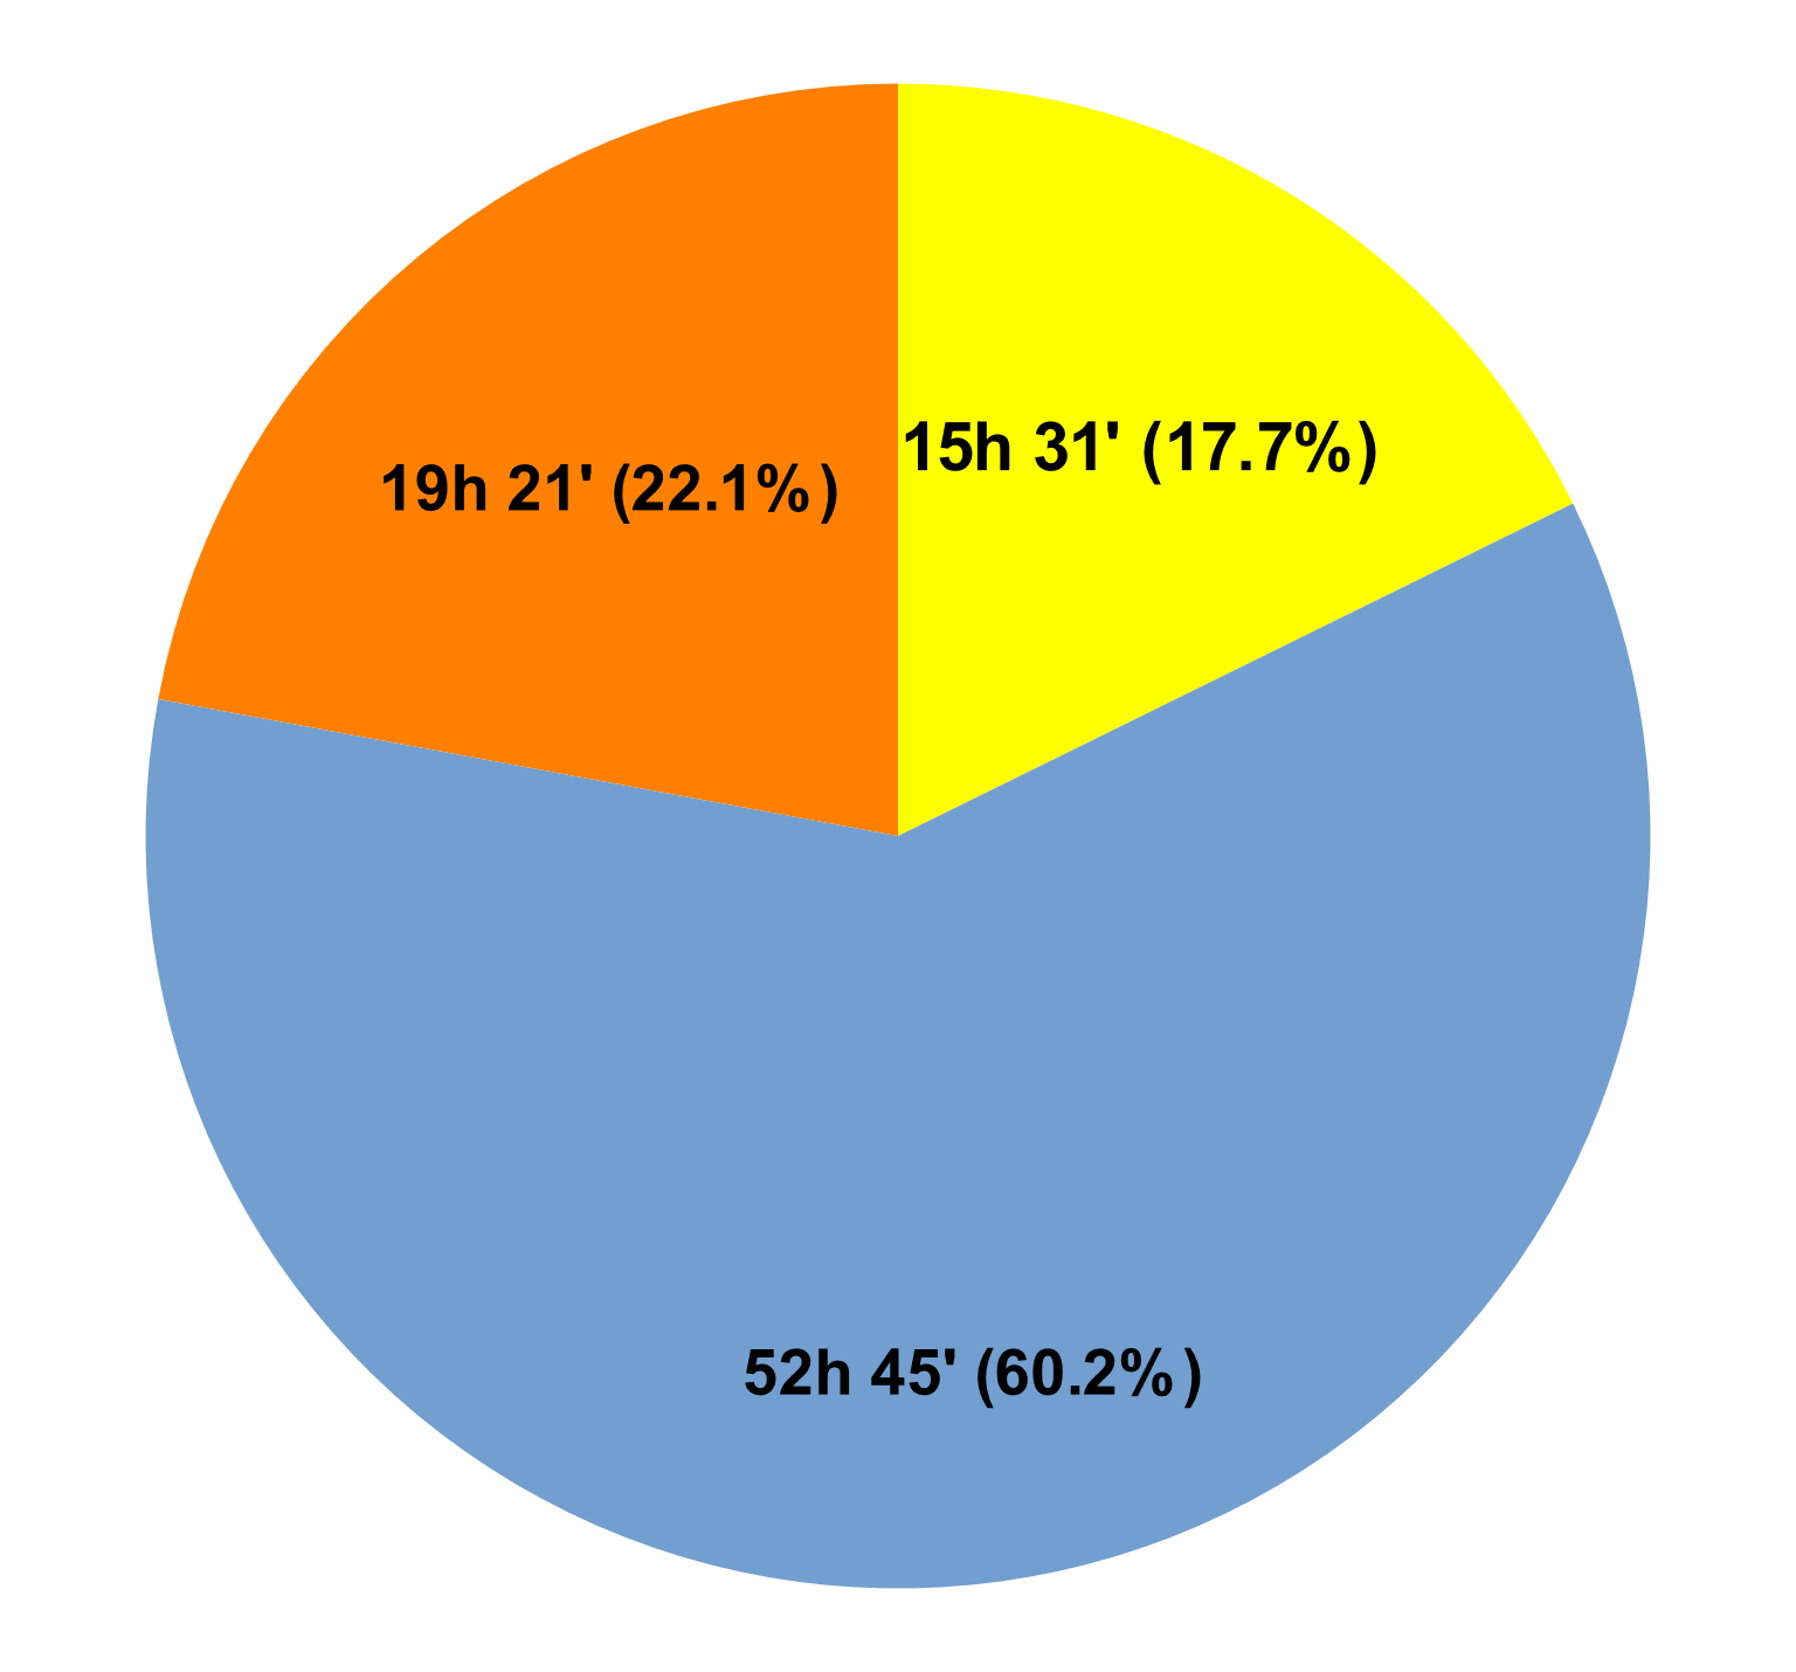 15h 31' (17.7%)
19h 21' (22.1%)
52h 45' (60.2%)